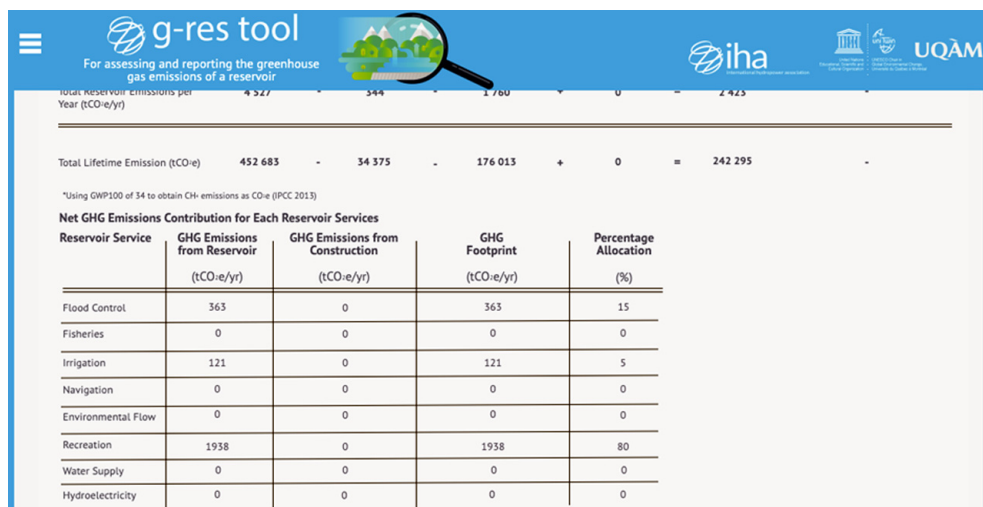 g-res tool
For assessing and reporting the greenhouse
gas emissions of a reservoir
iha
international hydropower association
UQÀM
Total Reservoir Emissions per 4 527 - 344 - 1 760 + 0 = 2 423 -
Year (tCO₂e/yr)
Total Lifetime Emission (tCO₂e) 452 683 - 34 375 - 176 013 + 0 = 242 295 -
*Using GWP100 of 34 to obtain CH₄ emissions as CO₂e (IPCC 2013)
Net GHG Emissions Contribution for Each Reservoir Services
Reservoir Service GHG Emissions GHG Emissions from GHG Percentage
from Reservoir Construction Footprint Allocation
(tCO₂e/yr) (tCO₂e/yr) (tCO₂e/yr) (%)
Flood Control 363 0 363 15
Fisheries 0 0 0 0
Irrigation 121 0 121 5
Navigation 0 0 0 0
Environmental Flow 0 0 0 0
Recreation 1938 0 1938 80
Water Supply 0 0 0 0
Hydroelectricity 0 0 0 0